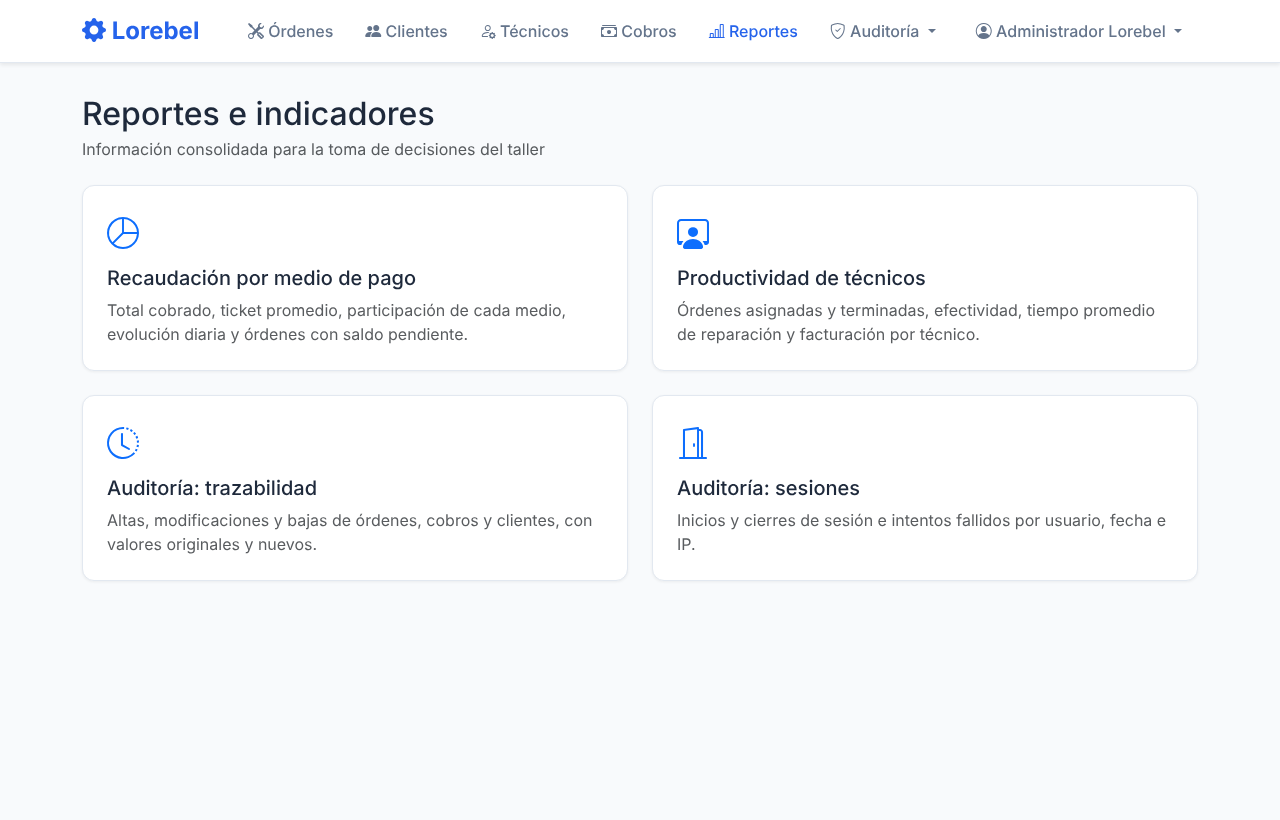 Lorebel Órdenes Clientes Técnicos Cobros Reportes Auditoría Administrador Lorebel
Reportes e indicadores
Información consolidada para la toma de decisiones del taller
Recaudación por medio de pago
Total cobrado, ticket promedio, participación de cada medio,
evolución diaria y órdenes con saldo pendiente.
Productividad de técnicos
Órdenes asignadas y terminadas, efectividad, tiempo promedio
de reparación y facturación por técnico.
Auditoría: trazabilidad
Altas, modificaciones y bajas de órdenes, cobros y clientes, con
valores originales y nuevos.
Auditoría: sesiones
Inicios y cierres de sesión e intentos fallidos por usuario, fecha e
IP.